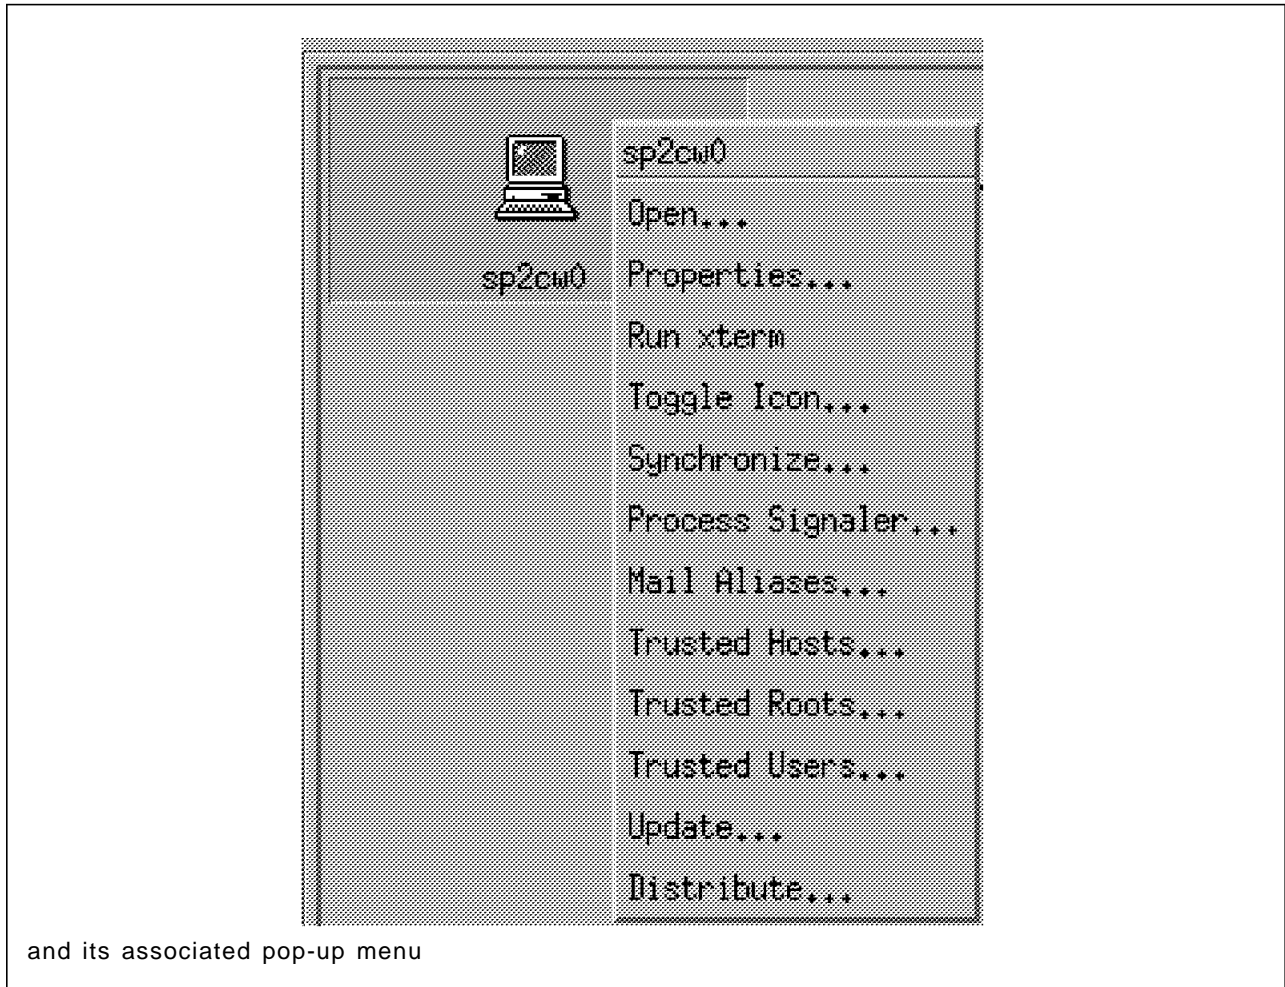 sp2cw0
sp2cw0
Open...
Properties...
Run xterm
Toggle Icon...
Synchronize...
Process Signaler...
Mail Aliases...
Trusted Hosts...
Trusted Roots...
Trusted Users...
Update...
Distribute...
and its associated pop-up menu